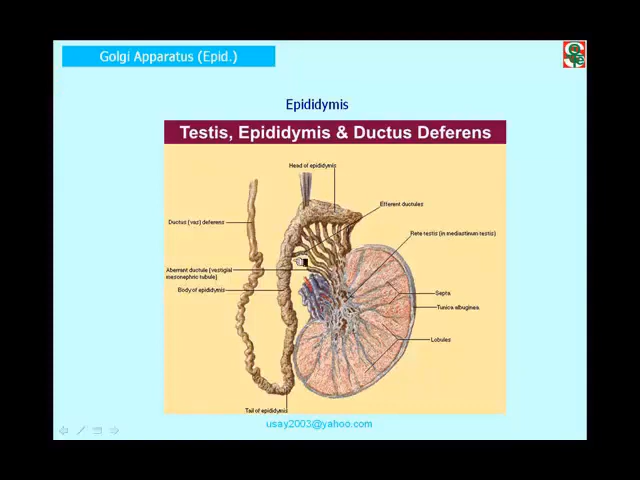 Golgi Apparatus (Epid.)
Epididymis
Testis, Epididymis & Ductus Deferens
Head of epididymis
Efferent ductules
Ductus (vas) deferens
Rete testis (in mediastinum testis)
Aberrant ductule (vestigial
mesonephric tubule)
Body of epididymis
Septa
Tunica albuginea
Lobules
Tail of epididymis
usay2003@yahoo.com